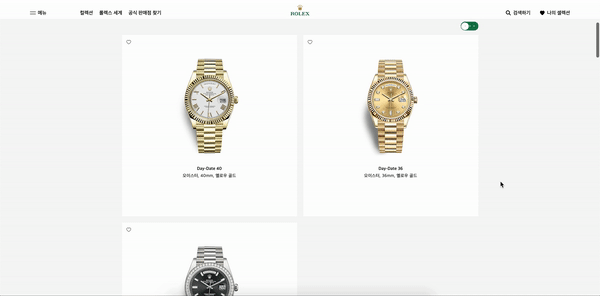 메뉴
컬렉션 롤렉스 세계 공식 판매점 찾기
ROLEX
검색하기
나의 셀렉션
Day-Date 40
오이스터, 40mm, 옐로우 골드
Day-Date 36
오이스터, 36mm, 옐로우 골드